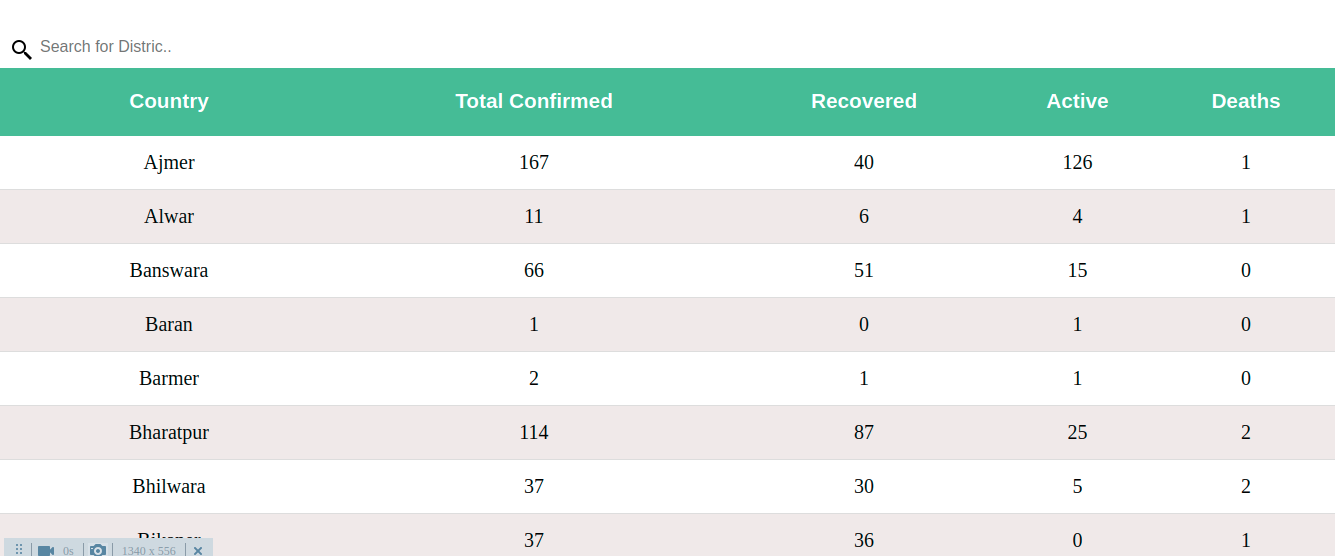 Search for Distric..
Country Total Confirmed Recovered Active Deaths
Ajmer 167 40 126 1
Alwar 11 6 4 1
Banswara 66 51 15 0
Baran 1 0 1 0
Barmer 2 1 1 0
Bharatpur 114 87 25 2
Bhilwara 37 30 5 2
37 36 0 1
0s 1340 x 556